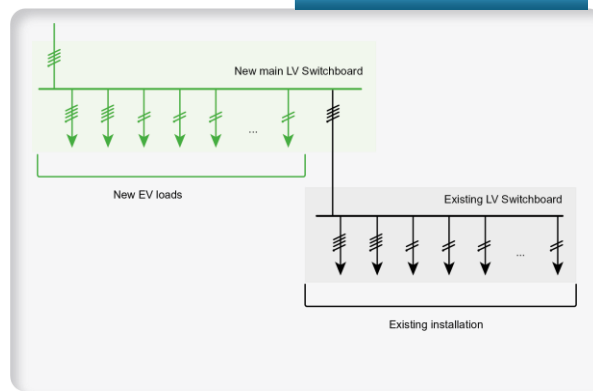 New main LV Switchboard
...
New EV loads
Existing LV Switchboard
...
Existing installation